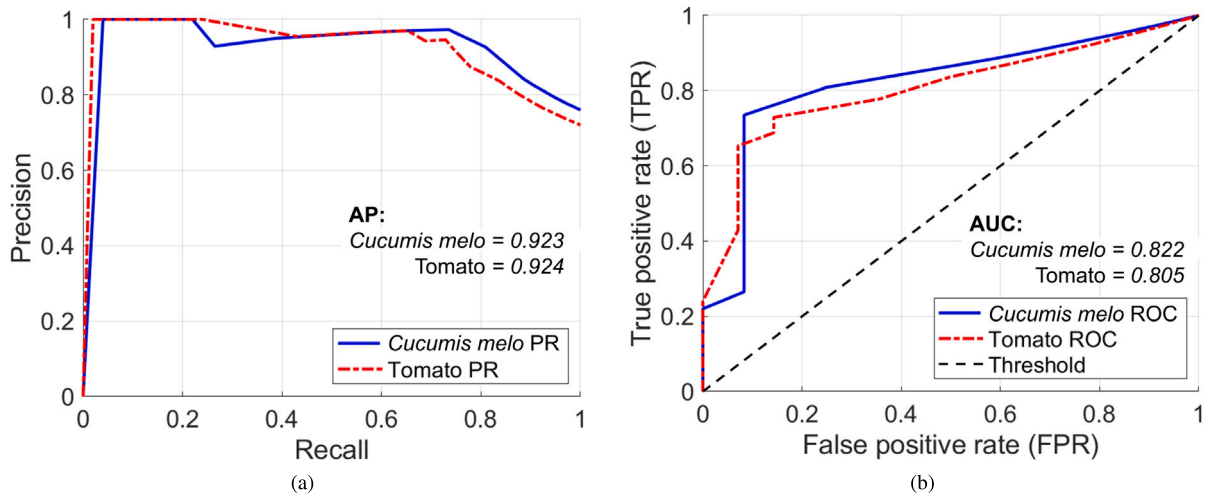 1
0.8
0.6
0.4
0.2
0
Precision
AP:
Cucumis melo = 0.923
Tomato = 0.924
Cucumis melo PR
Tomato PR
0 0.2 0.4 0.6 0.8 1
Recall
(a)
1
0.8
0.6
0.4
0.2
0
True positive rate (TPR)
AUC:
Cucumis melo = 0.822
Tomato = 0.805
Cucumis melo ROC
Tomato ROC
Threshold
0 0.2 0.4 0.6 0.8 1
False positive rate (FPR)
(b)